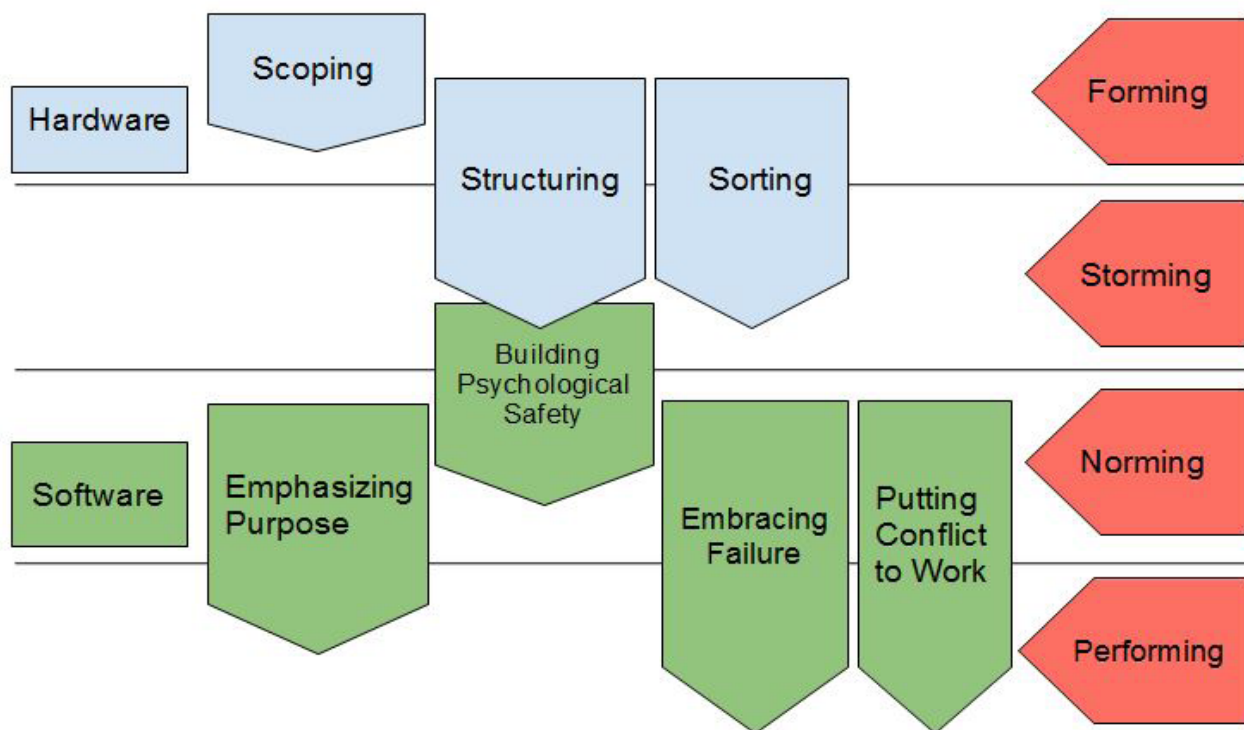 Scoping
Forming
Hardware
Structuring
Sorting
Storming
Building
Psychological
Safety
Norming
Software
Emphasizing
Purpose
Embracing
Failure
Putting
Conflict
to Work
Performing